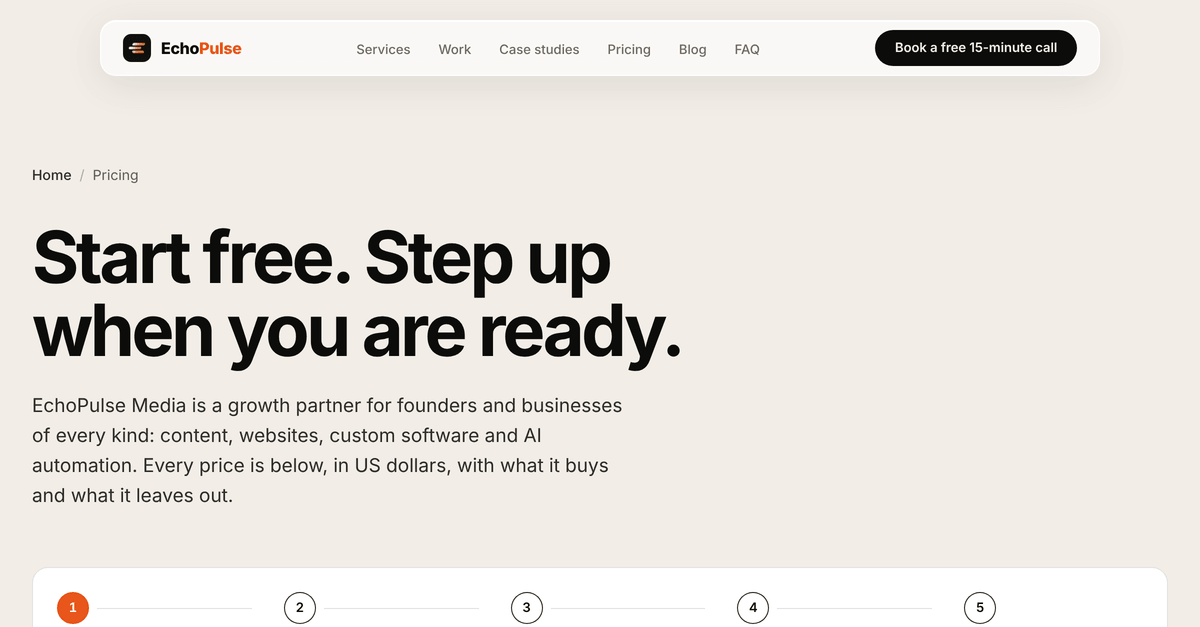 EchoPulse
Services
Work
Case studies
Pricing
Blog
FAQ
Book a free 15-minute call
Home / Pricing
Start free. Step up
when you are ready.
EchoPulse Media is a growth partner for founders and businesses
of every kind: content, websites, custom software and AI
automation. Every price is below, in US dollars, with what it buys
and what it leaves out.
1
2
3
4
5